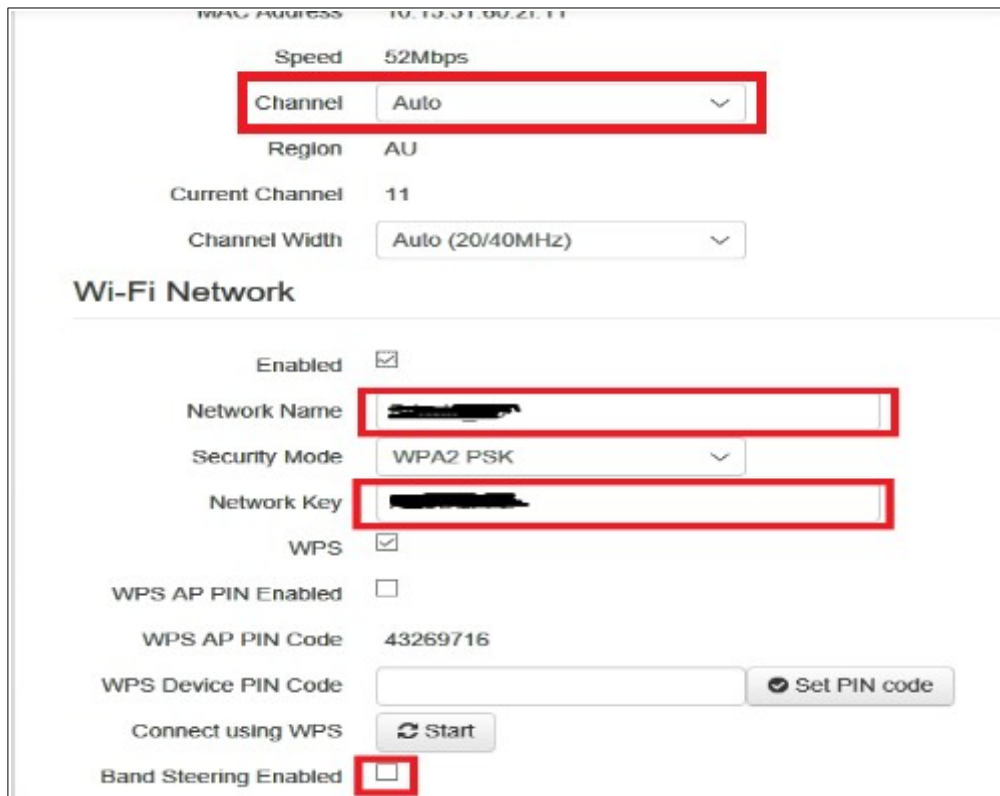 MAC Address
Speed 52Mbps
Channel Auto
Region AU
Current Channel 11
Channel Width Auto (20/40MHz)
Wi-Fi Network
Enabled
Network Name
Security Mode WPA2 PSK
Network Key
WPS
WPS AP PIN Enabled
WPS AP PIN Code 43269716
WPS Device PIN Code Set PIN code
Connect using WPS Start
Band Steering Enabled